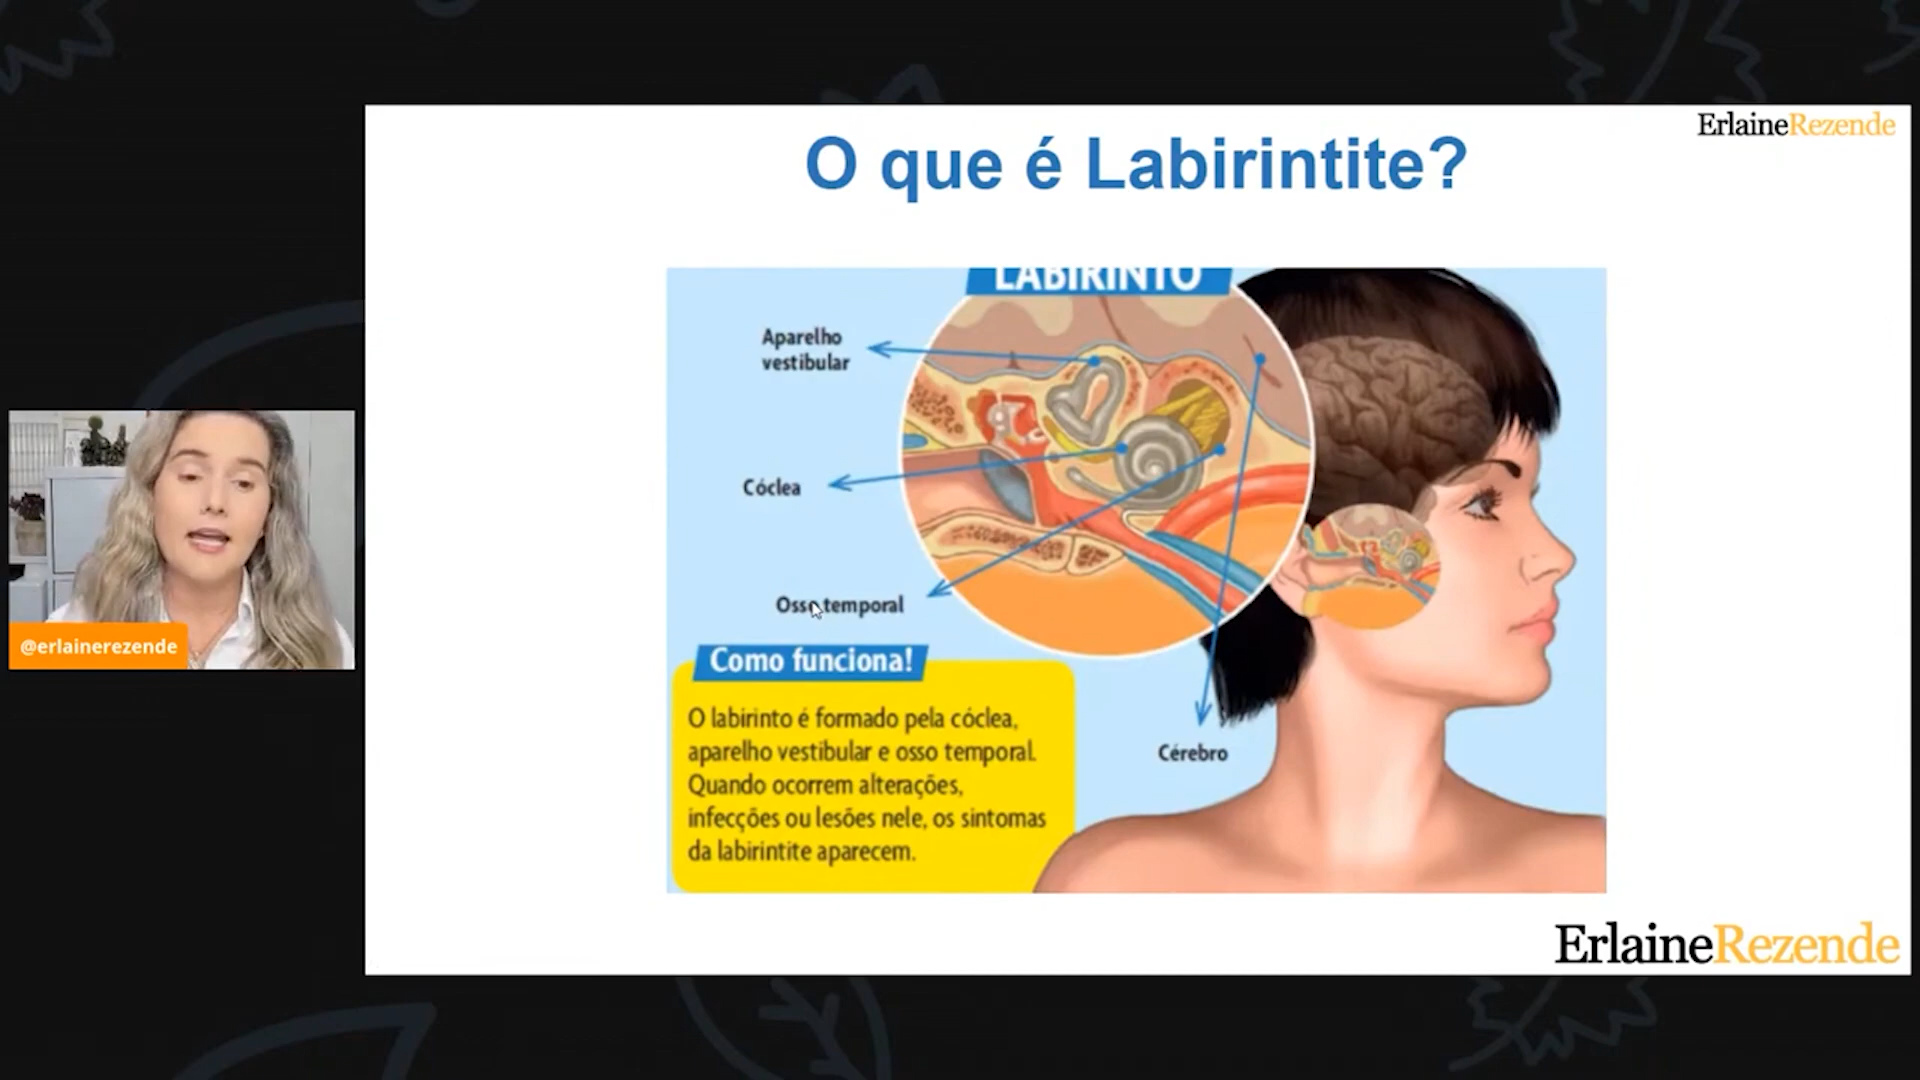 ErlaineRezende
O que é Labirintite?
LABIRINTO
Aparelho
vestibular
Cóclea
Osso temporal
Cérebro
Como funciona!
O labirinto é formado pela cóclea,
aparelho vestibular e osso temporal.
Quando ocorrem alterações,
infecções ou lesões nele, os sintomas
da labirintite aparecem.
@erlainerezende
ErlaineRezende